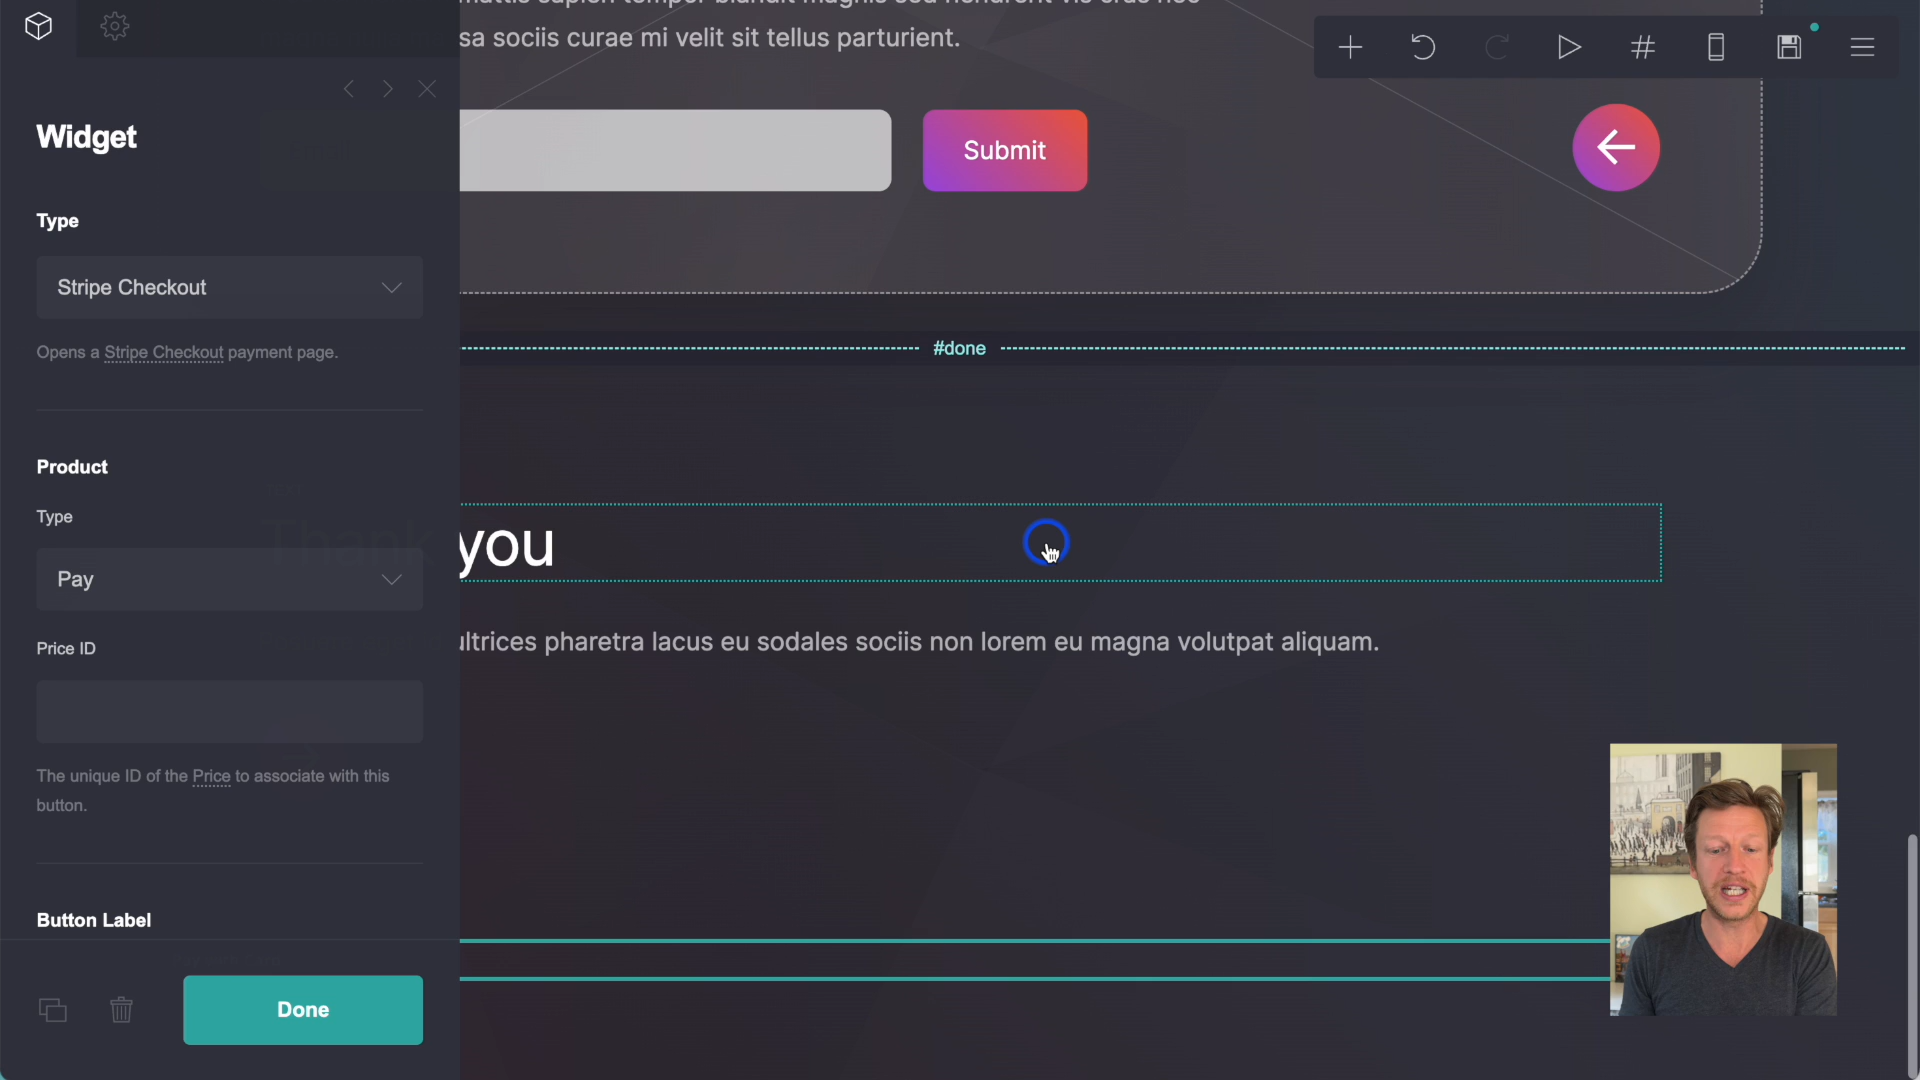 sa sociis curae mi velit sit tellus parturient.
Widget
Submit
Type
Stripe Checkout
Opens a Stripe Checkout payment page.
#done
Product
Type
Thank you
Pay
ultrices pharetra lacus eu sodales sociis non lorem eu magna volutpat aliquam.
Price ID
The unique ID of the Price to associate with this
button.
Button Label
Done